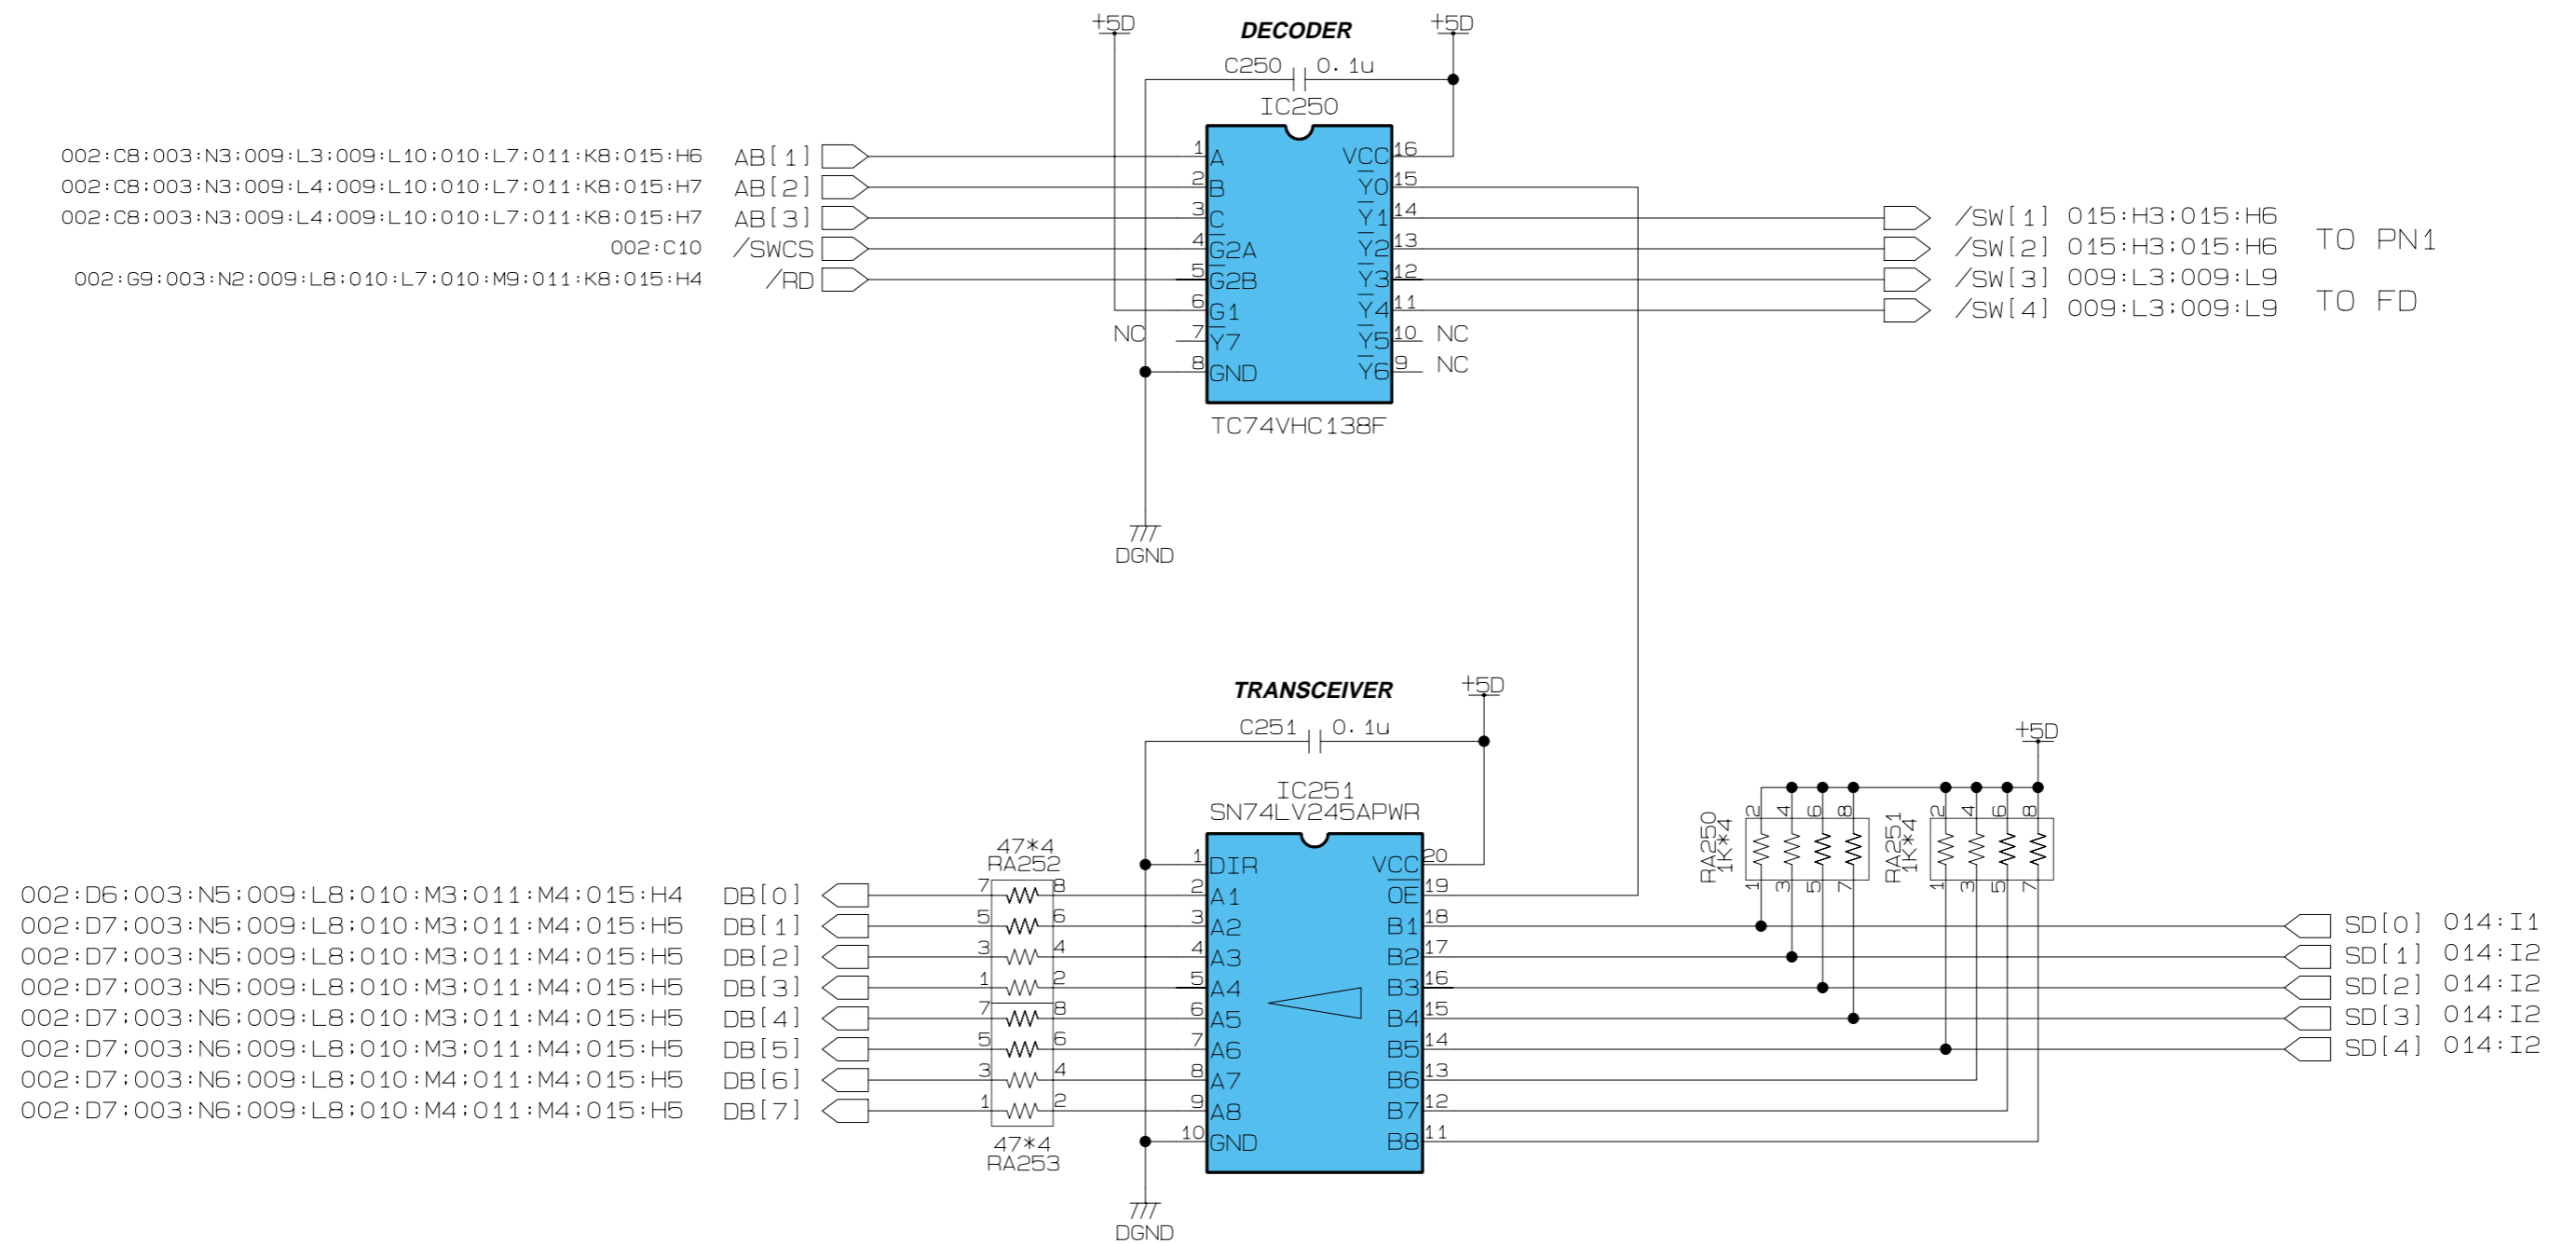 +5D DECODER +5D
C250 0.1u
IC250
002:C8;003:N3;009:L3;009:L10;010:L7;011:K8;015:H6 AB[1] 1 A VCC 16
002:C8;003:N3;009:L4;009:L10;010:L7;011:K8;015:H7 AB[2] 2 B Y0 15
002:C8;003:N3;009:L4;009:L10;010:L7;011:K8;015:H7 AB[3] 3 C Y1 14 /SW[1] 015:H3;015:H6
002:C10 /SWCS 4 G2A Y2 13 /SW[2] 015:H3;015:H6 TO PN1
002:G9;003:N2;009:L8;010:L7;010:M9;011:K8;015:H4 /RD 5 G2B Y3 12 /SW[3] 009:L3;009:L9
6 G1 Y4 11 /SW[4] 009:L3;009:L9 TO FD
NC 7 Y7 Y5 10 NC
8 GND Y6 9 NC
TC74VHC138F
DGND
TRANSCEIVER +5D
C251 0.1u +5D
IC251
SN74LV245APWR
2 4 6 8 2 4 6 8
RA250 1K*4 RA251 1K*4
1 3 5 7 1 3 5 7
47*4
RA252 1 DIR VCC 20
002:D6;003:N5;009:L8;010:M3;011:M4;015:H4 DB[0] 7 8 2 A1 OE 19
002:D7;003:N5;009:L8;010:M3;011:M4;015:H5 DB[1] 5 6 3 A2 B1 18 SD[0] 014:I1
002:D7;003:N5;009:L8;010:M3;011:M4;015:H5 DB[2] 3 4 4 A3 B2 17 SD[1] 014:I2
002:D7;003:N5;009:L8;010:M3;011:M4;015:H5 DB[3] 1 2 5 A4 B3 16 SD[2] 014:I2
002:D7;003:N6;009:L8;010:M3;011:M4;015:H5 DB[4] 7 8 6 A5 B4 15 SD[3] 014:I2
002:D7;003:N6;009:L8;010:M3;011:M4;015:H5 DB[5] 5 6 7 A6 B5 14 SD[4] 014:I2
002:D7;003:N6;009:L8;010:M4;011:M4;015:H5 DB[6] 3 4 8 A7 B6 13
002:D7;003:N6;009:L8;010:M4;011:M4;015:H5 DB[7] 1 2 9 A8 B7 12
47*4 10 GND B8 11
RA253
DGND